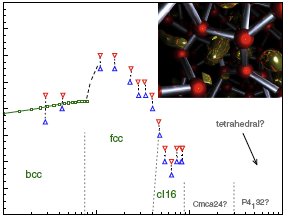 tetrahedral?
fcc
bcc
cI16
Cmca24?
P4132?